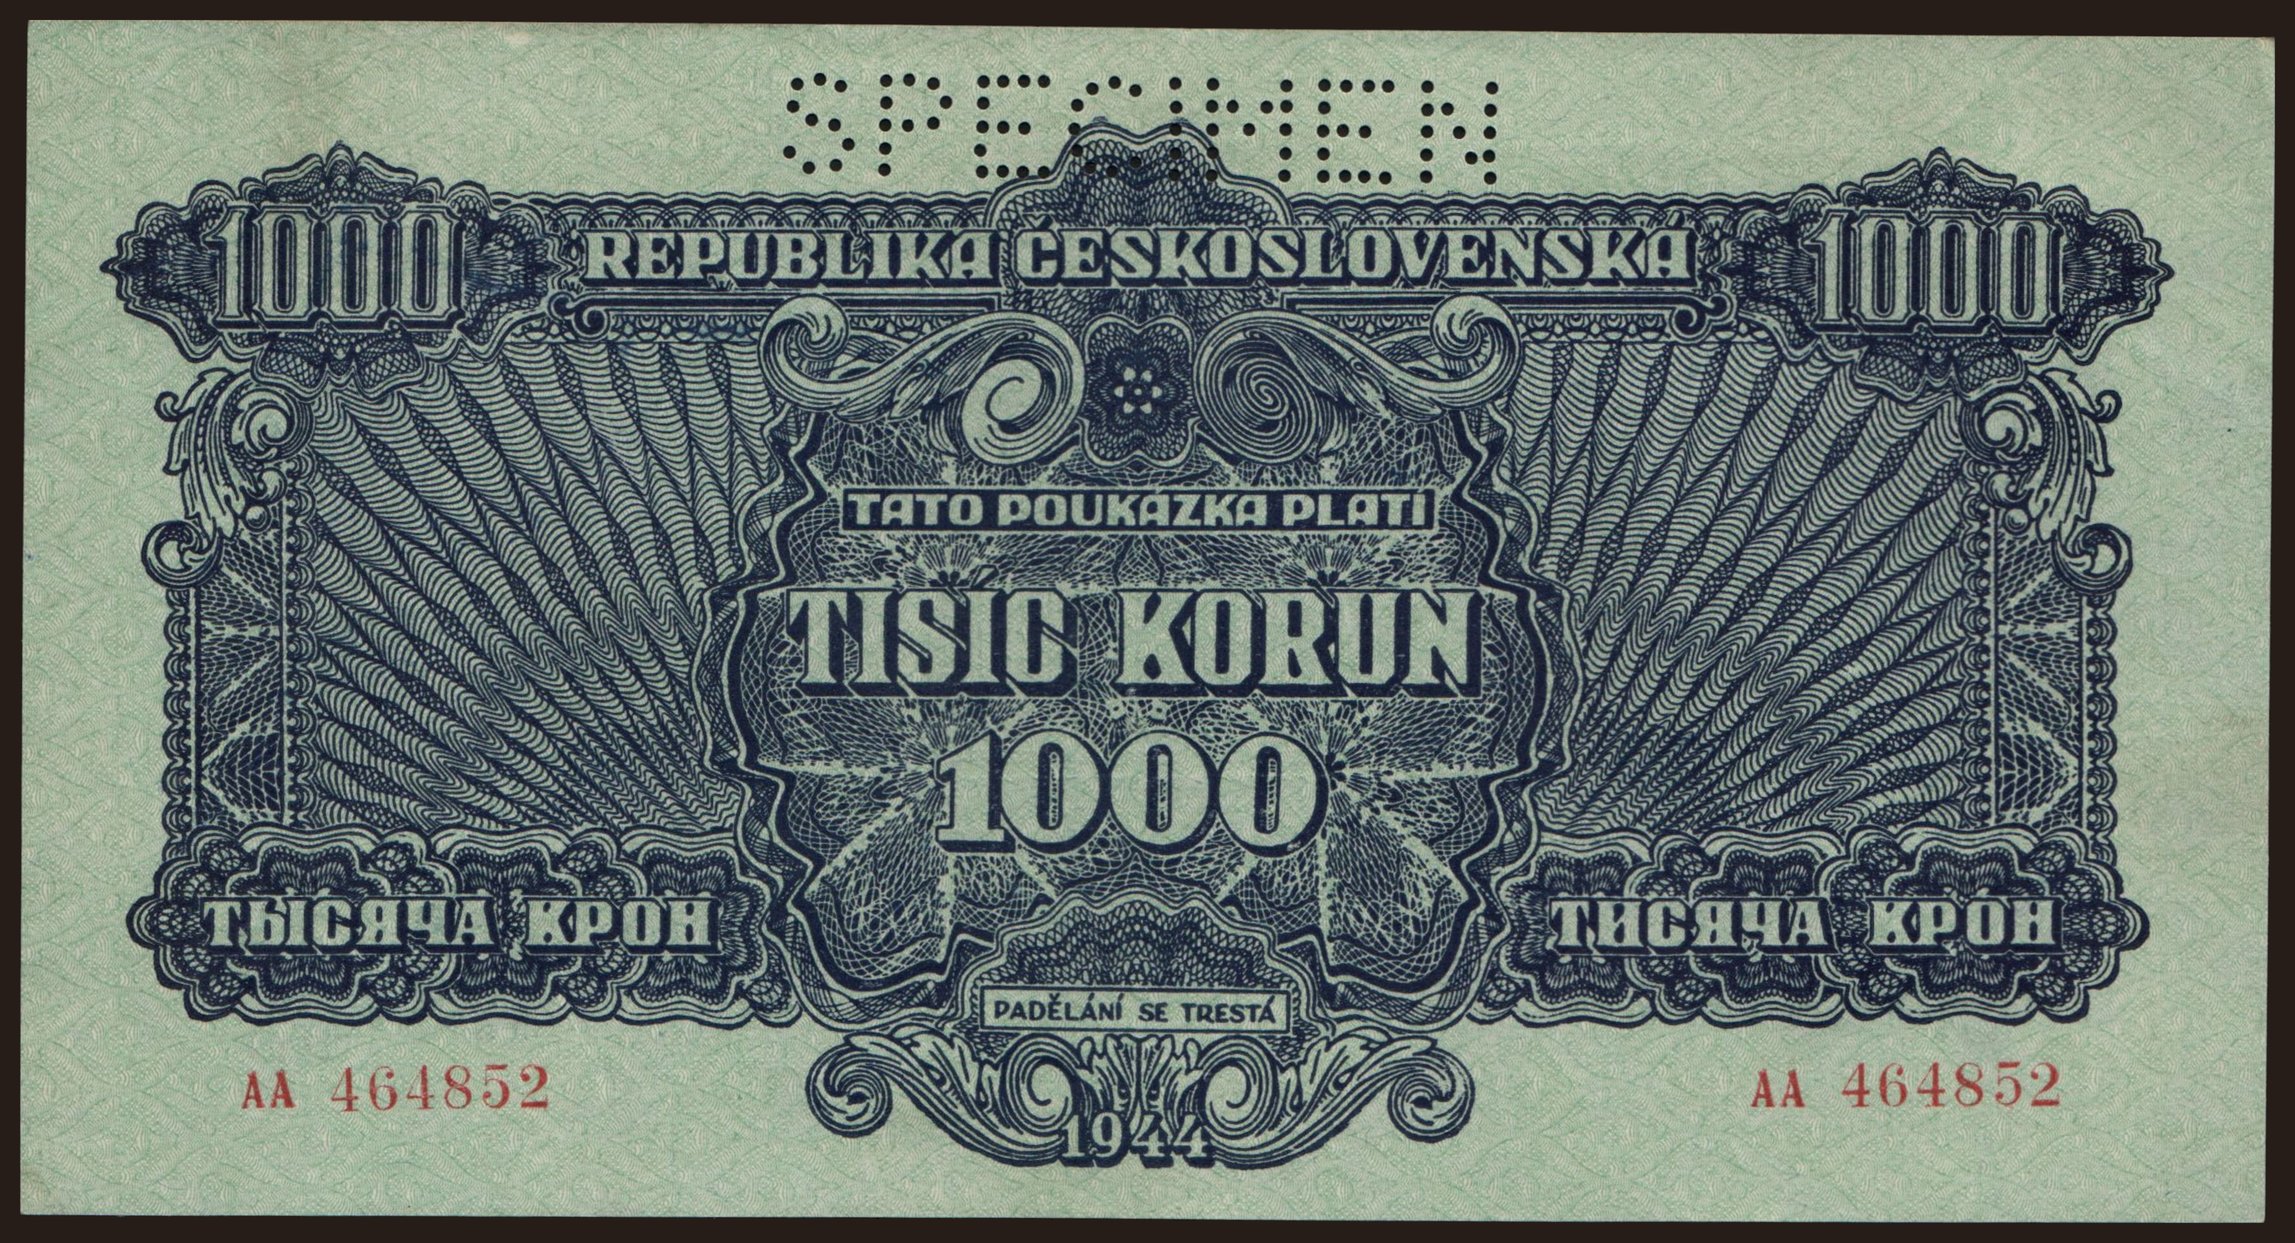 SPECIMEN
1000 REPUBLIKA ČESKOSLOVENSKÁ 1000
TATO POUKÁZKA PLATÍ
TISÍC KORUN
1000
ТЫСЯЧА КРОН ТИСЯЧА КРОН
PADĚLÁNÍ SE TRESTÁ
AA 464852 AA 464852
1944